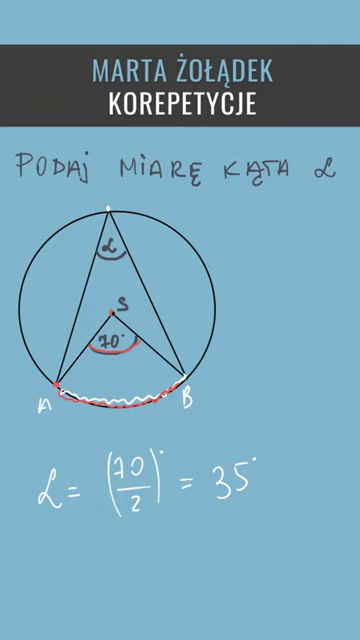 MARTA ŻOŁĄDEK
KOREPETYCJE
PODAJ MIARĘ KĄTA α
α
S
70°
A
B
α = (70/2)° = 35°